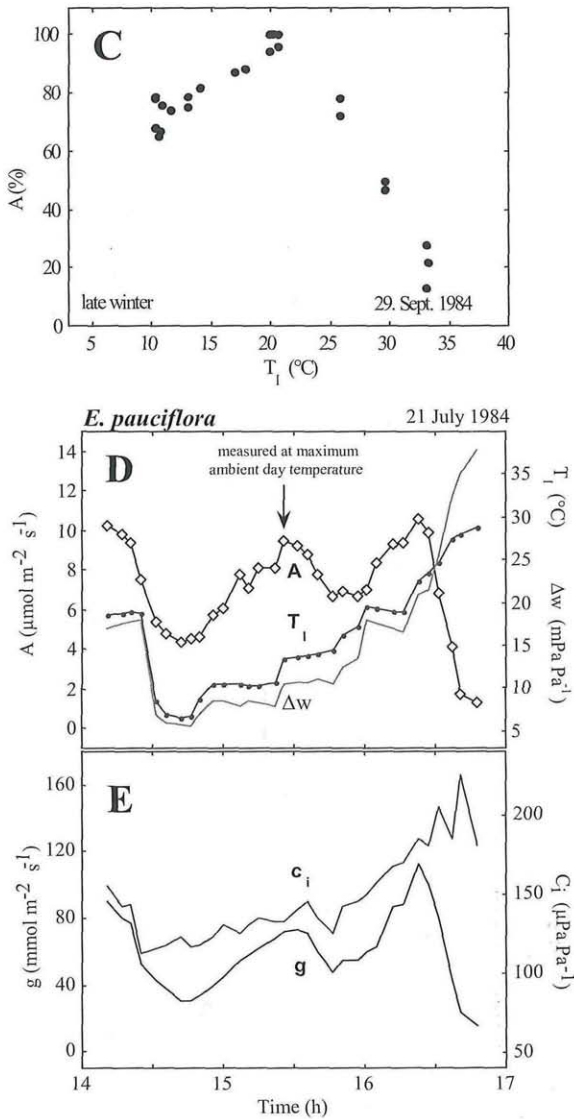 C
100
80
60
40
20
0
A (%)
late winter
29. Sept. 1984
5 10 15 20 25 30 35 40
T_l (°C)
E. pauciflora
21 July 1984
D
measured at maximum
ambient day temperature
14
12
10
8
6
4
2
0
A (µmol m⁻² s⁻¹)
A
T_l
Δw
35
30
25
20
15
10
5
T_l (°C)
Δw
(mPa Pa⁻¹)
E
160
120
80
40
0
g (mmol m⁻² s⁻¹)
c_i
g
200
150
100
50
C_i (µPa Pa-¹)
14 15 16 17
Time (h)